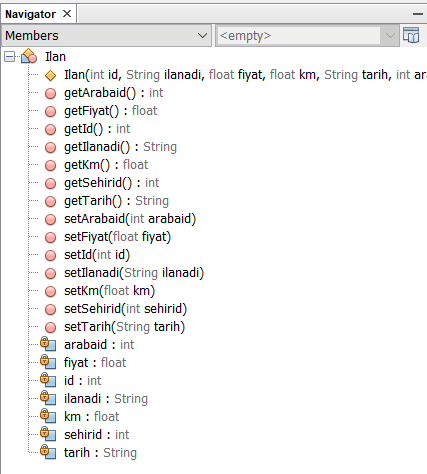 Navigator
Members <empty>
Ilan
Ilan(int id, String ilanadi, float fiyat, float km, String tarih, int
getArabaid() : int
getFiyat() : float
getId() : int
getIlanadi() : String
getKm() : float
getSehirid() : int
getTarih() : String
setArabaid(int arabaid)
setFiyat(float fiyat)
setId(int id)
setIlanadi(String ilanadi)
setKm(float km)
setSehirid(int sehirid)
setTarih(String tarih)
arabaid : int
fiyat : float
id : int
ilanadi : String
km : float
sehirid : int
tarih : String